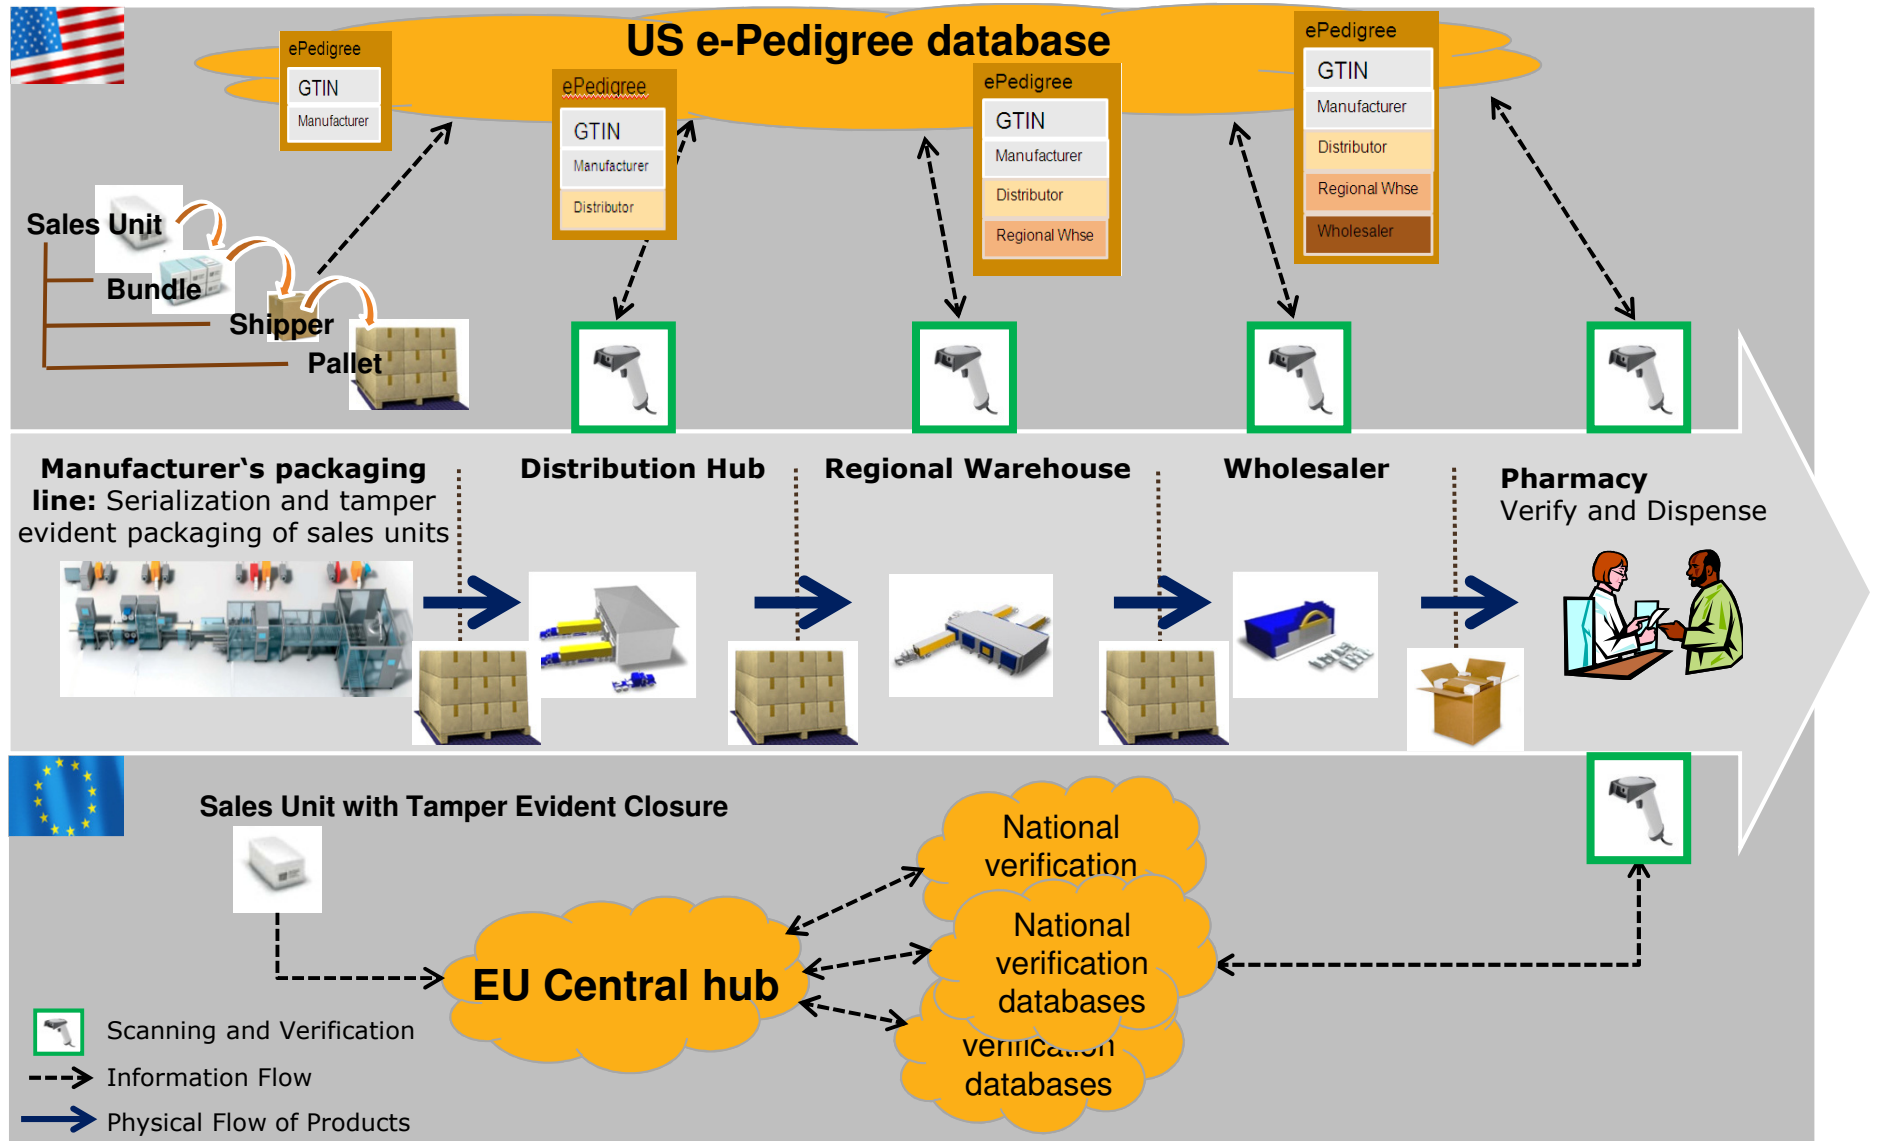 US e-Pedigree database
ePedigree
GTIN
Manufacturer
ePedigree
GTIN
Manufacturer
Distributor
ePedigree
GTIN
Manufacturer
Distributor
Regional Whse
ePedigree
GTIN
Manufacturer
Distributor
Regional Whse
Wholesaler
Sales Unit
Bundle
Shipper
Pallet
Manufacturer‘s packaging
line: Serialization and tamper
evident packaging of sales units
Distribution Hub
Regional Warehouse
Wholesaler
Pharmacy
Verify and Dispense
Sales Unit with Tamper Evident Closure
EU Central hub
National
verification
National
verification
databases
verification
databases
Scanning and Verification
Information Flow
Physical Flow of Products